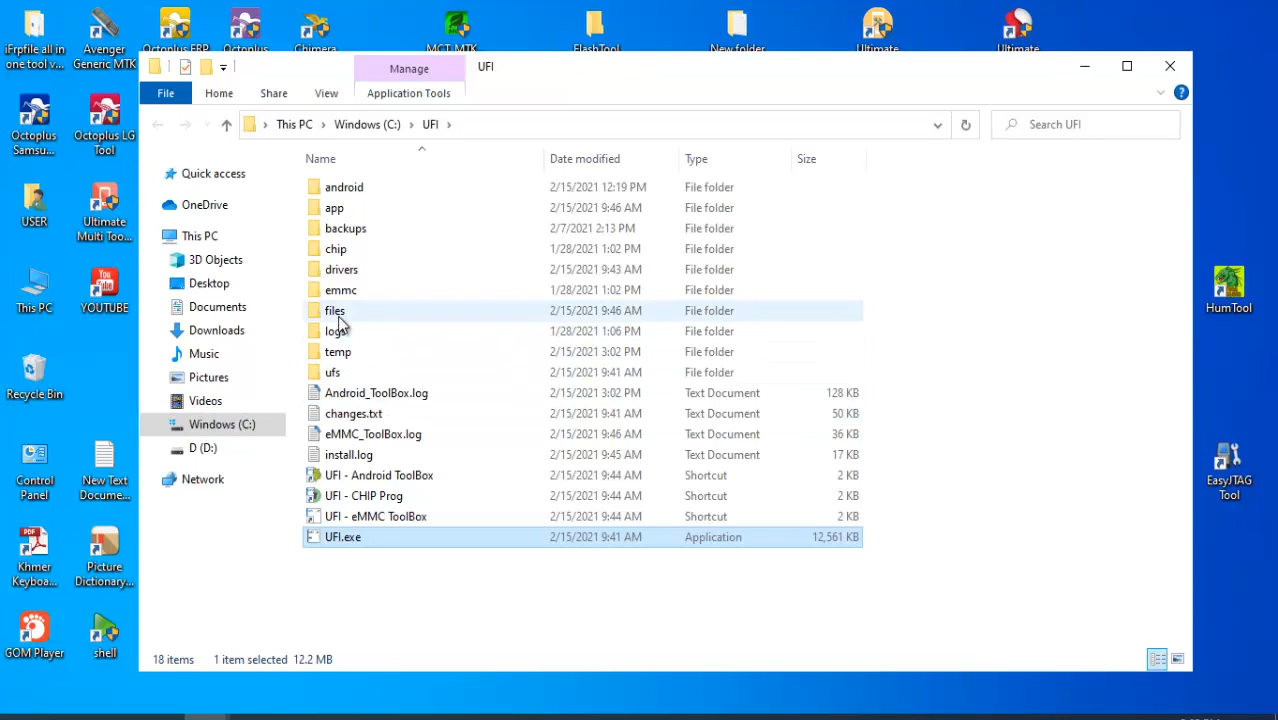 iFrpfile all in
one tool v...
Avenger
Generic MTK
Octoplus FRP
Octoplus
Chimera
MCT MTK
FlashTool
New folder
Ultimate
Ultimate
Manage
UFI
File
Home
Share
View
Application Tools
This PC
Windows (C:)
UFI
Search UFI
Octoplus
Samsu...
Octoplus LG
Tool
USER
Ultimate
Multi Too...
This PC
YOUTUBE
Recycle Bin
Control
Panel
New Text
Docume...
Khmer
Keyboa...
Picture
Dictionary...
GOM Player
shell
Quick access
OneDrive
This PC
3D Objects
Desktop
Documents
Downloads
Music
Pictures
Videos
Windows (C:)
D (D:)
Network
Name Date modified Type Size
android 2/15/2021 12:19 PM File folder
app 2/15/2021 9:46 AM File folder
backups 2/7/2021 2:13 PM File folder
chip 1/28/2021 1:02 PM File folder
drivers 2/15/2021 9:43 AM File folder
emmc 1/28/2021 1:02 PM File folder
files 2/15/2021 9:46 AM File folder
logs 1/28/2021 1:06 PM File folder
temp 2/15/2021 3:02 PM File folder
ufs 2/15/2021 9:41 AM File folder
Android_ToolBox.log 2/15/2021 3:02 PM Text Document 128 KB
changes.txt 2/15/2021 9:41 AM Text Document 50 KB
eMMC_ToolBox.log 2/15/2021 9:46 AM Text Document 36 KB
install.log 2/15/2021 9:45 AM Text Document 17 KB
UFI - Android ToolBox 2/15/2021 9:44 AM Shortcut 2 KB
UFI - CHIP Prog 2/15/2021 9:44 AM Shortcut 2 KB
UFI - eMMC ToolBox 2/15/2021 9:44 AM Shortcut 2 KB
UFI.exe 2/15/2021 9:41 AM Application 12,561 KB
18 items 1 item selected 12.2 MB
HumTool
EasyJTAG
Tool